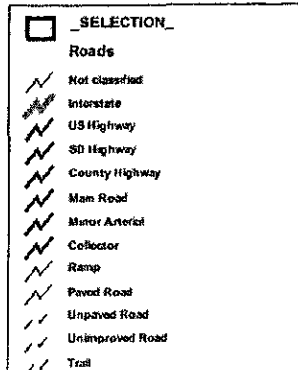 _SELECTION_
Roads
Not classified
Interstate
US Highway
SD Highway
County Highway
Main Road
Minor Arterial
Collector
Ramp
Paved Road
Unpaved Road
Unimproved Road
Trail